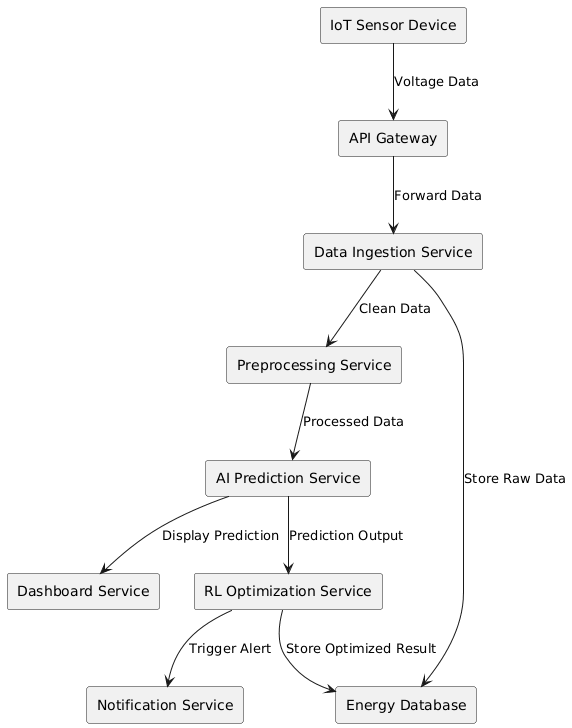 IoT Sensor Device
Voltage Data
API Gateway
Forward Data
Data Ingestion Service
Clean Data
Preprocessing Service
Processed Data
Store Raw Data
AI Prediction Service
Display Prediction
Prediction Output
Dashboard Service
RL Optimization Service
Trigger Alert
Store Optimized Result
Notification Service
Energy Database